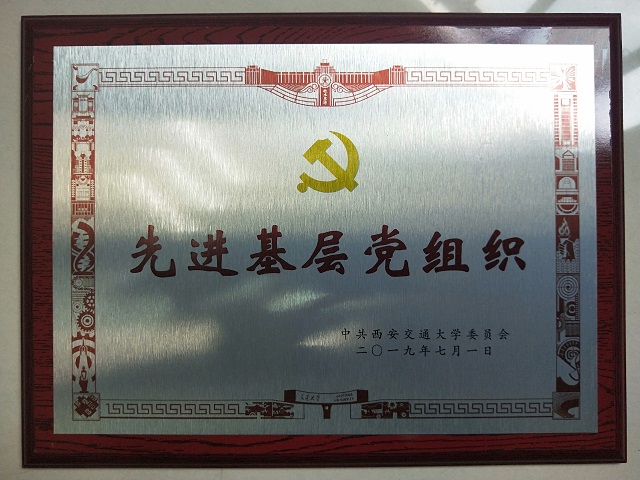 先进基层党组织
中共西安交通大学委员会
二〇一九年七月一日